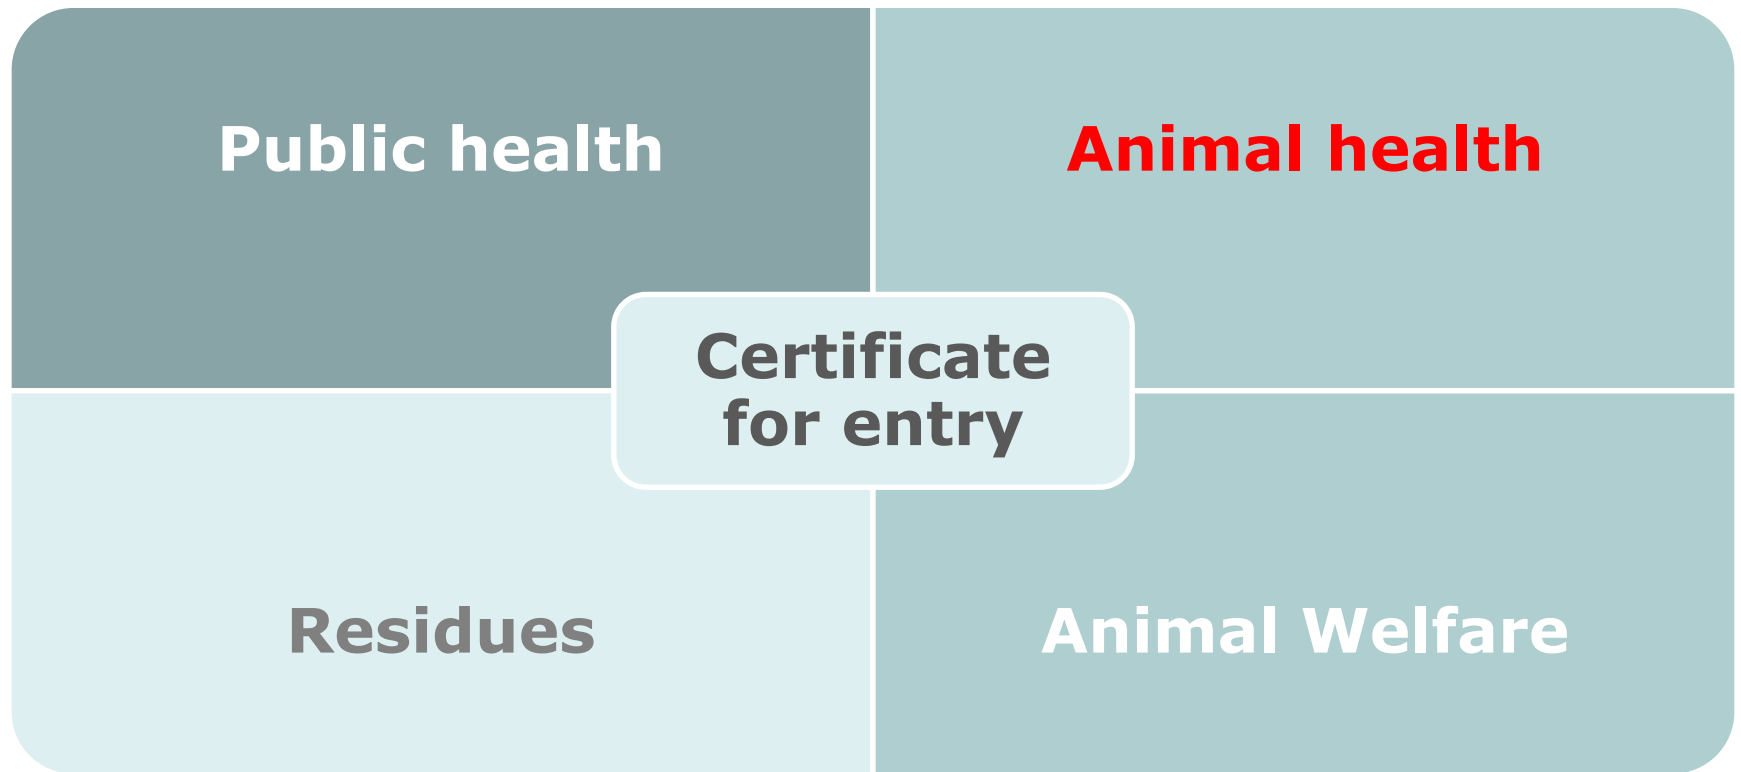 Public health
Animal health
Certificate
for entry
Residues
Animal Welfare